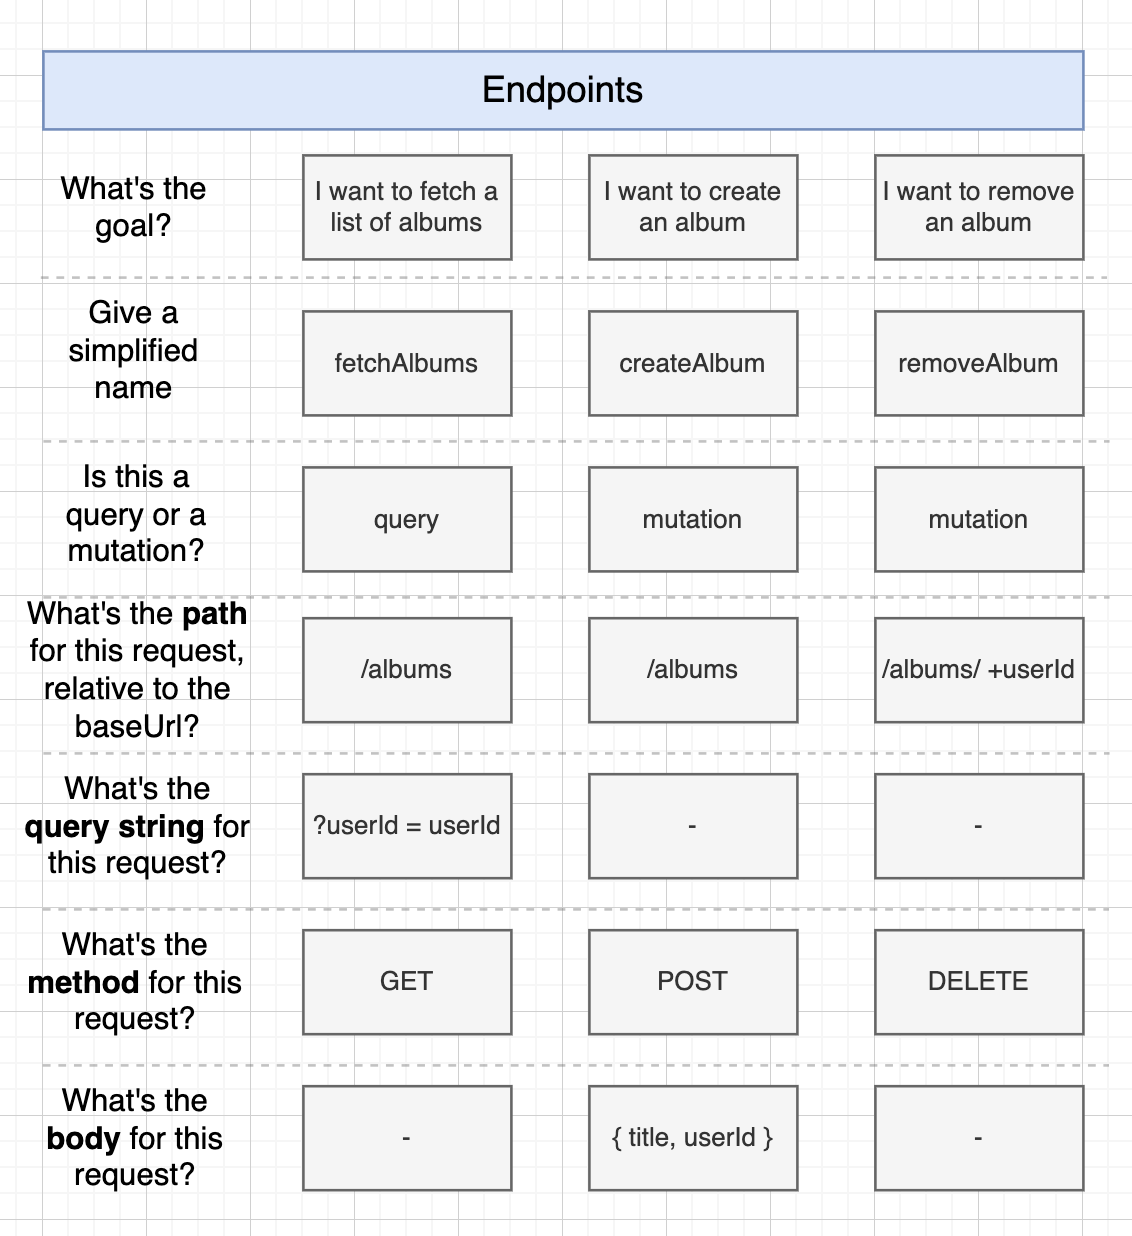 Endpoints
What's the
goal?
I want to fetch a
list of albums
I want to create
an album
I want to remove
an album
Give a
simplified
name
fetchAlbums
createAlbum
removeAlbum
Is this a
query or a
mutation?
query
mutation
mutation
What's the path
for this request,
relative to the
baseUrl?
/albums
/albums
/albums/ +userId
What's the
query string for
this request?
?userId = userId
-
-
What's the
method for this
request?
GET
POST
DELETE
What's the
body for this
request?
-
{ title, userId }
-